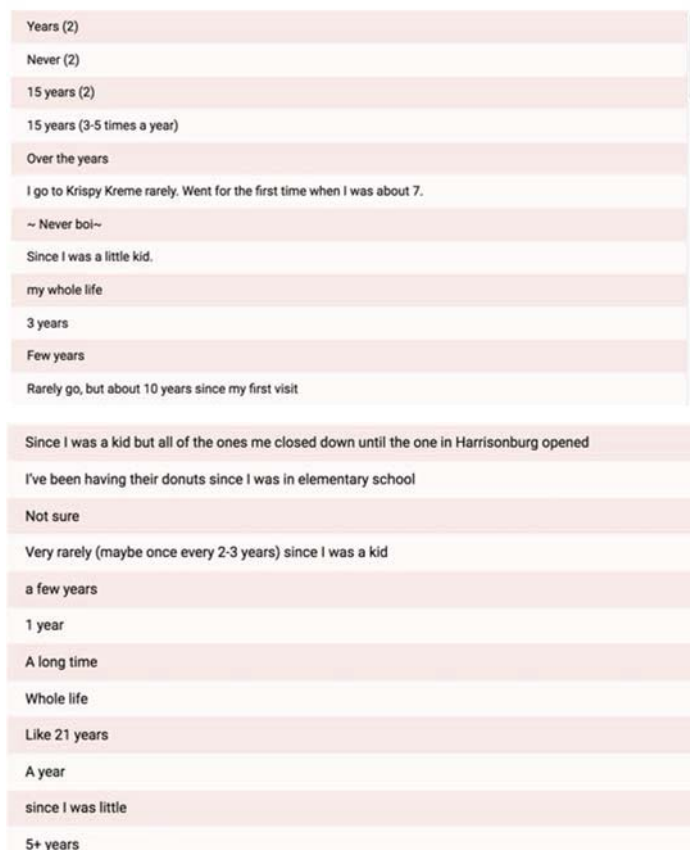 Years (2)
Never (2)
15 years (2)
15 years (3-5 times a year)
Over the years
I go to Krispy Kreme rarely. Went for the first time when I was about 7.
~ Never boi~
Since I was a little kid.
my whole life
3 years
Few years
Rarely go, but about 10 years since my first visit
Since I was a kid but all of the ones me closed down until the one in Harrisonburg opened
I've been having their donuts since I was in elementary school
Not sure
Very rarely (maybe once every 2-3 years) since I was a kid
a few years
1 year
A long time
Whole life
Like 21 years
A year
since I was little
5+ years